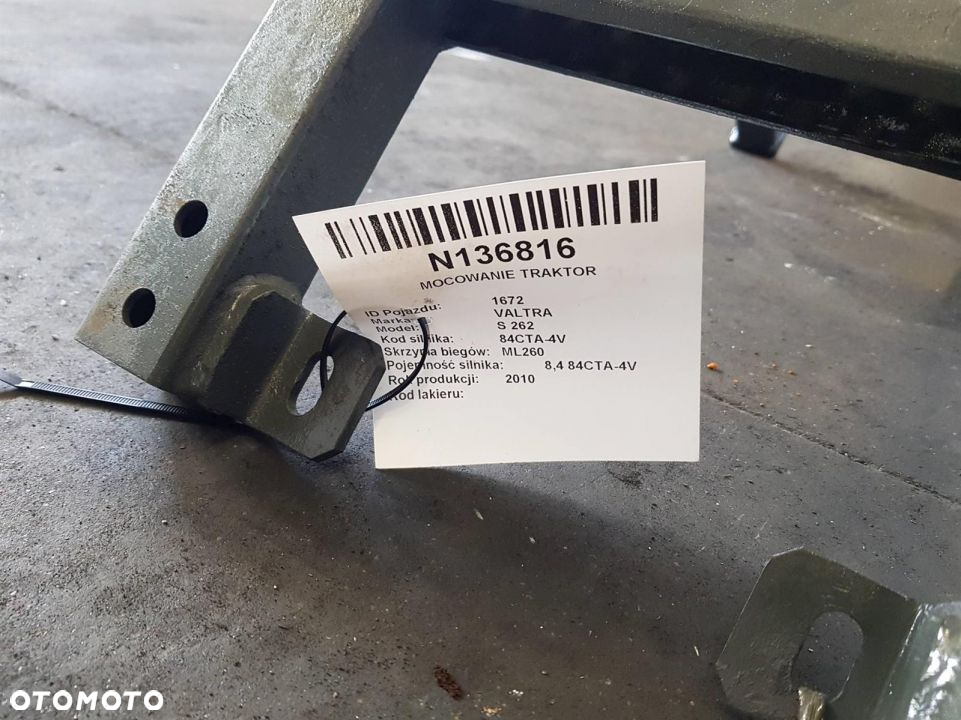 N136816
MOCOWANIE TRAKTOR
ID Pojazdu: 1672
Marka: VALTRA
Model: S 262
Kod silnika: 84CTA-4V
Skrzynia biegów: ML260
Pojemność silnika: 8,4 84CTA-4V
Rok produkcji: 2010
Kod lakieru:
OTOMOTO